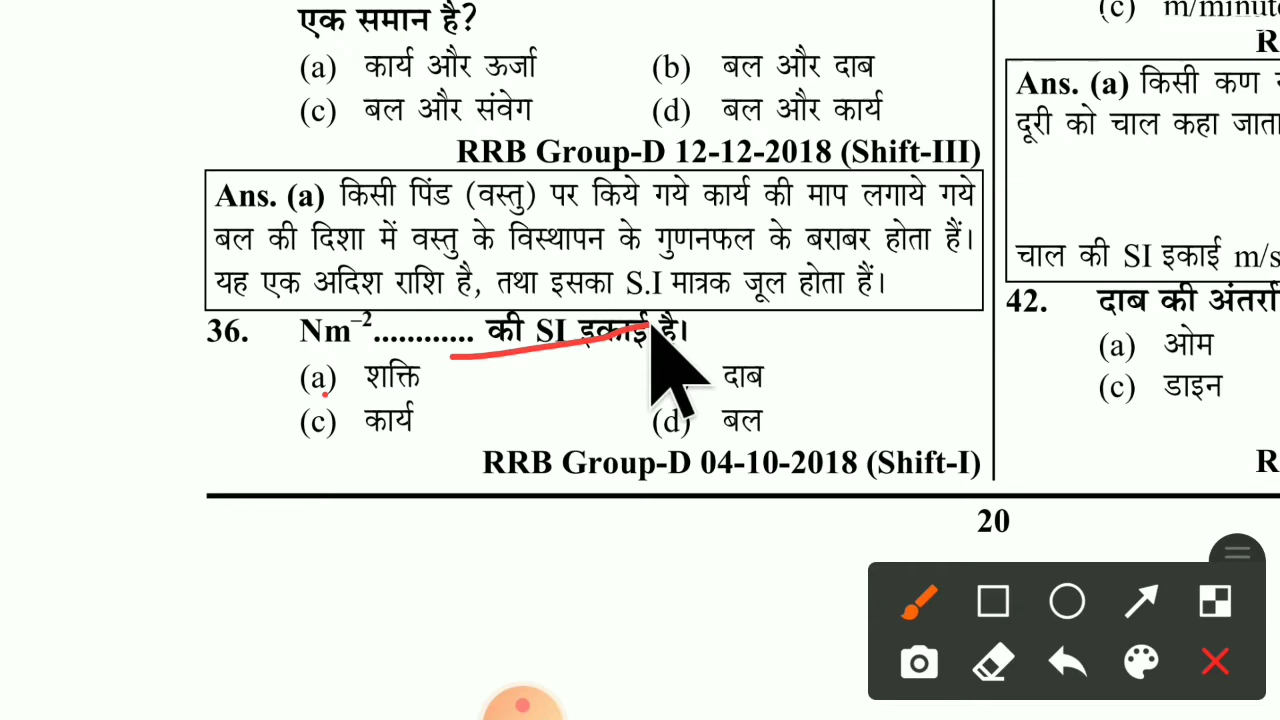 एक समान है?
(a) कार्य और ऊर्जा (b) बल और दाब
(c) बल और संवेग (d) बल और कार्य
RRB Group-D 12-12-2018 (Shift-III)
Ans. (a) किसी पिंड (वस्तु) पर किये गये कार्य की माप लगाये गये
बल की दिशा में वस्तु के विस्थापन के गुणनफल के बराबर होता हैं।
यह एक अदिश राशि है, तथा इसका S.I मात्रक जूल होता हैं।
36. Nm⁻²............ की SI इकाई है।
(a) शक्ति दाब
(c) कार्य (d) बल
RRB Group-D 04-10-2018 (Shift-I)
(c) m/minute
R
Ans. (a) किसी कण
दूरी को चाल कहा जाता
चाल की SI इकाई m/s
42. दाब की अंतर्रा
(a) ओम
(c) डाइन
R
20